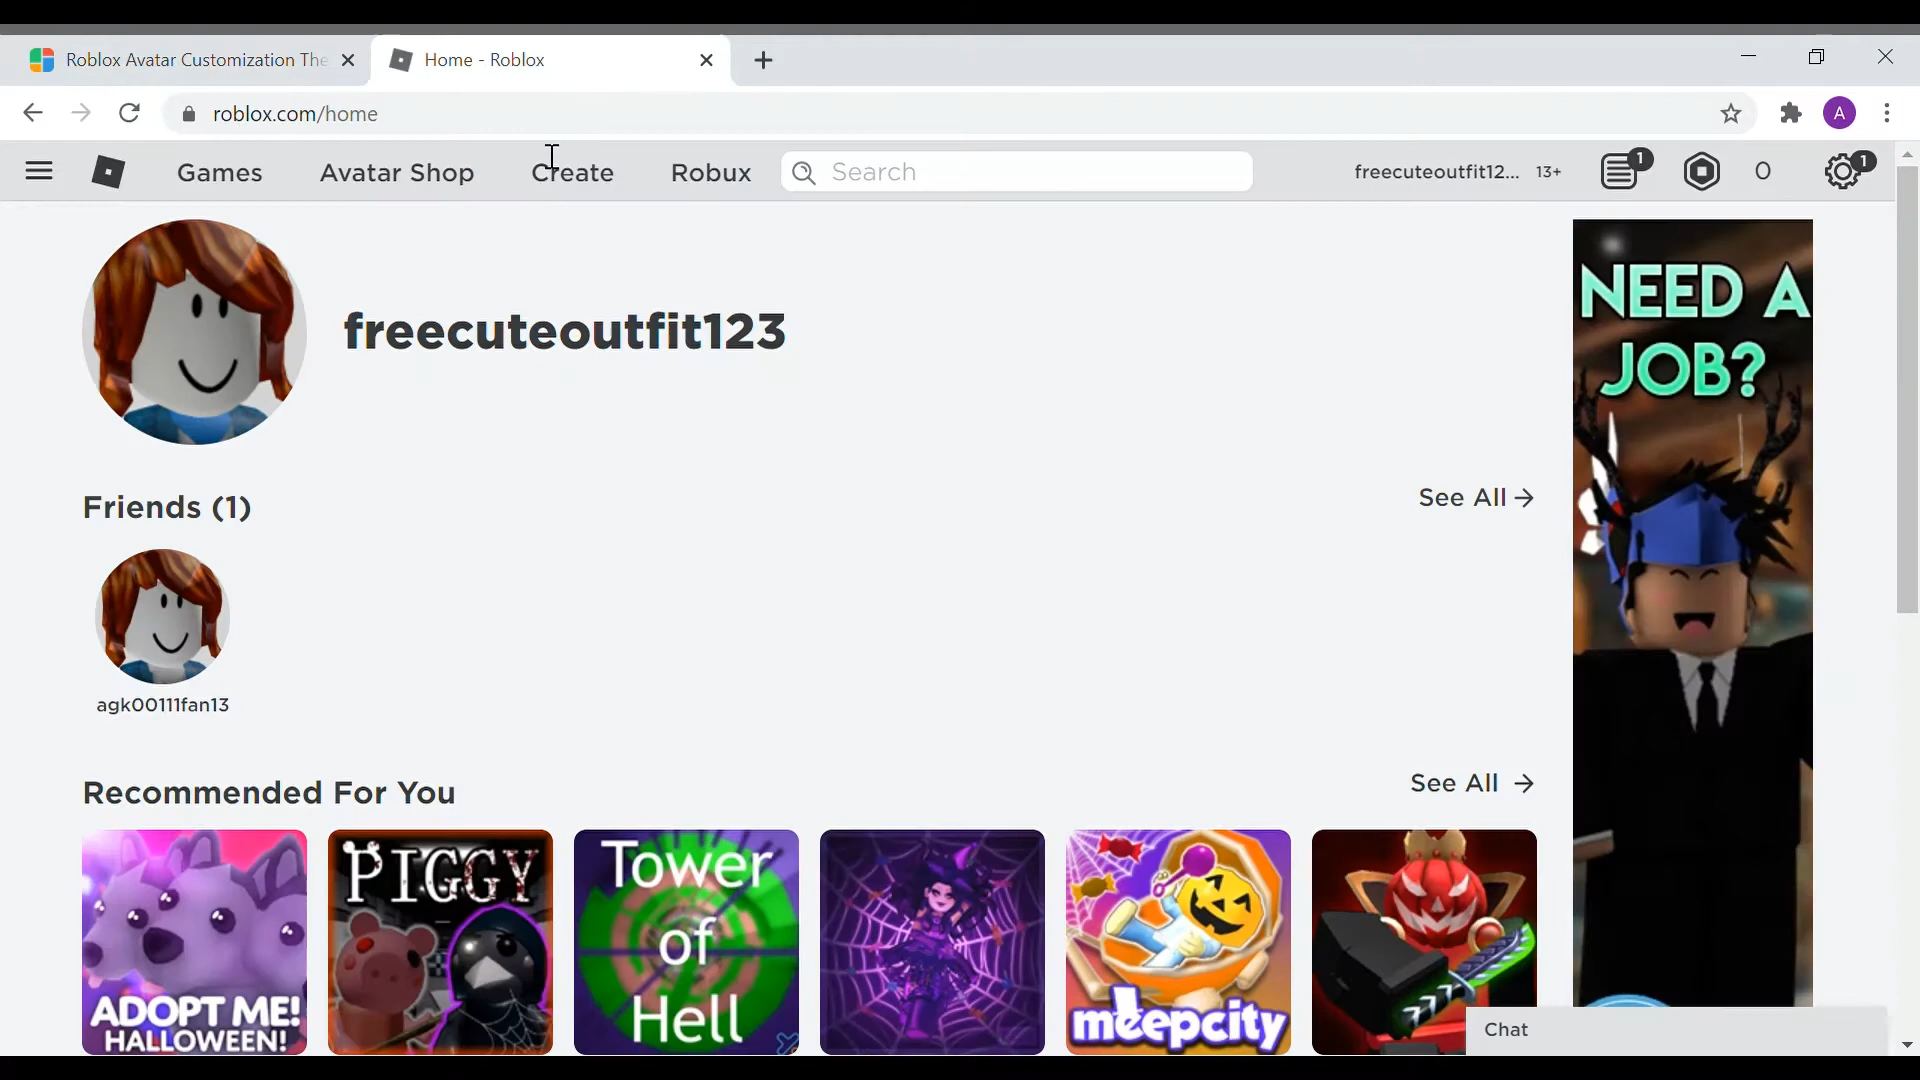 Roblox Avatar Customization The
Home - Roblox
roblox.com/home
A
Games
Avatar Shop
Create
Robux
Search
freecuteoutfit12...
13+
1
0
1
freecuteoutfit123
NEED A
JOB?
Friends (1)
See All
agk00111fan13
Recommended For You
See All
ADOPT ME!
HALLOWEEN!
PIGGY
Tower
of
Hell
meepcity
Chat